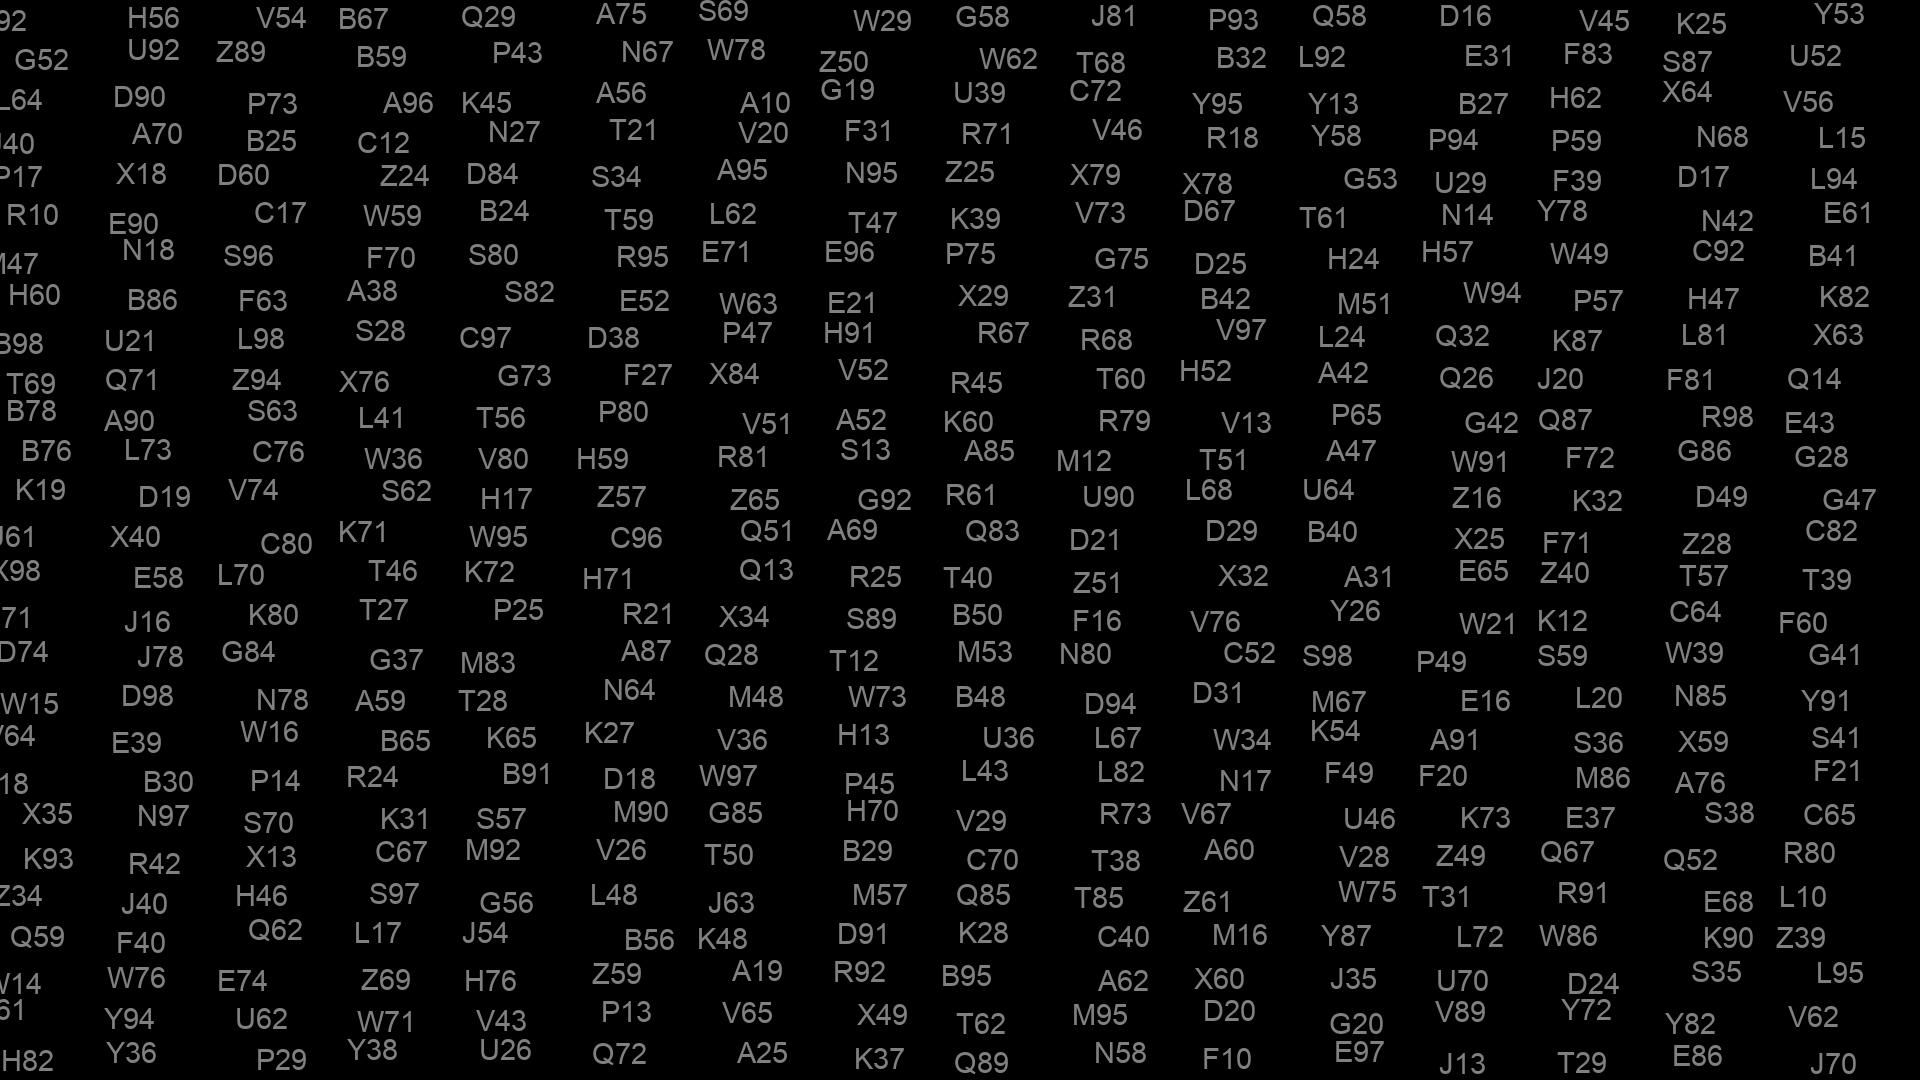 92 H56 V54 B67 Q29 A75 S69 W29 G58 J81 P93 Q58 D16 V45 K25 Y53
G52 U92 Z89 B59 P43 N67 W78 Z50 W62 T68 B32 L92 E31 F83 S87 U52
L64 D90 P73 A96 K45 A56 A10 G19 U39 C72 Y95 Y13 B27 H62 X64 V56
J40 A70 B25 C12 N27 T21 V20 F31 R71 V46 R18 Y58 P94 P59 N68 L15
P17 X18 D60 Z24 D84 S34 A95 N95 Z25 X79 X78 G53 U29 F39 D17 L94
R10 E90 C17 W59 B24 T59 L62 T47 K39 V73 D67 T61 N14 Y78 N42 E61
M47 N18 S96 F70 S80 R95 E71 E96 P75 G75 D25 H24 H57 W49 C92 B41
H60 B86 F63 A38 S82 E52 W63 E21 X29 Z31 B42 M51 W94 P57 H47 K82
B98 U21 L98 S28 C97 D38 P47 H91 R67 R68 V97 L24 Q32 K87 L81 X63
T69 Q71 Z94 X76 G73 F27 X84 V52 R45 T60 H52 A42 Q26 J20 F81 Q14
B78 A90 S63 L41 T56 P80 V51 A52 K60 R79 V13 P65 G42 Q87 R98 E43
B76 L73 C76 W36 V80 H59 R81 S13 A85 M12 T51 A47 W91 F72 G86 G28
K19 D19 V74 S62 H17 Z57 Z65 G92 R61 U90 L68 U64 Z16 K32 D49 G47
61 X40 C80 K71 W95 C96 Q51 A69 Q83 D21 D29 B40 X25 F71 Z28 C82
X98 E58 L70 T46 K72 H71 Q13 R25 T40 Z51 X32 A31 E65 Z40 T57 T39
71 J16 K80 T27 P25 R21 X34 S89 B50 F16 V76 Y26 W21 K12 C64 F60
D74 J78 G84 G37 M83 A87 Q28 T12 M53 N80 C52 S98 P49 S59 W39 G41
W15 D98 N78 A59 T28 N64 M48 W73 B48 D94 D31 M67 E16 L20 N85 Y91
64 E39 W16 B65 K65 K27 V36 H13 U36 L67 W34 K54 A91 S36 X59 S41
18 B30 P14 R24 B91 D18 W97 P45 L43 L82 N17 F49 F20 M86 A76 F21
X35 N97 S70 K31 S57 M90 G85 H70 V29 R73 V67 U46 K73 E37 S38 C65
K93 R42 X13 C67 M92 V26 T50 B29 C70 T38 A60 V28 Z49 Q67 Q52 R80
Z34 J40 H46 S97 G56 L48 J63 M57 Q85 T85 Z61 W75 T31 R91 E68 L10
Q59 F40 Q62 L17 J54 B56 K48 D91 K28 C40 M16 Y87 L72 W86 K90 Z39
W14 W76 E74 Z69 H76 Z59 A19 R92 B95 A62 X60 J35 U70 D24 S35 L95
61 Y94 U62 W71 V43 P13 V65 X49 T62 M95 D20 G20 V89 Y72 Y82 V62
H82 Y36 P29 Y38 U26 Q72 A25 K37 Q89 N58 F10 E97 J13 T29 E86 J70